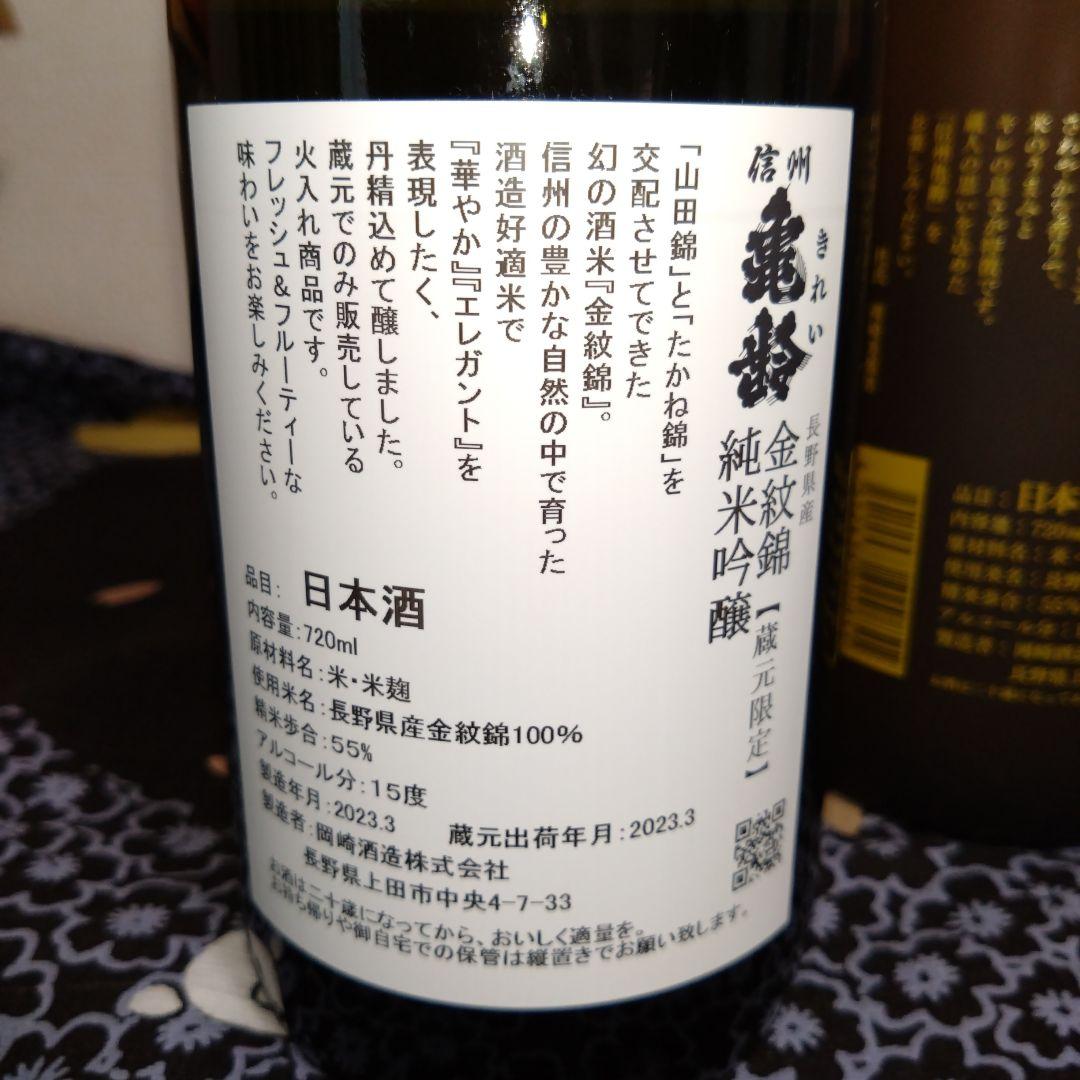 信州
亀齢
きれい
長野県産
金紋錦
純米吟醸
【蔵元限定】
「山田錦」と「たかね錦」を
交配させてできた
幻の酒米『金紋錦』。
信州の豊かな自然の中で育った
酒造好適米で
『華やか』『エレガント』を
表現したく、
丹精込めて醸しました。
蔵元でのみ販売している
火入れ商品です。
フレッシュ&フルーティーな
味わいをお楽しみください。
品目: 日本酒
内容量:720ml
原材料名:米・米麹
使用米名:長野県産金紋錦100%
精米歩合:55%
アルコール分:15度
製造年月:2023.3 蔵元出荷年月:2023.3
製造者:岡崎酒造株式会社
長野県上田市中央4-7-33
お酒は二十歳になってから、おいしく適量を。
お持ち帰りや御自宅での保管は縦置きでお願い致します。
品目:日本